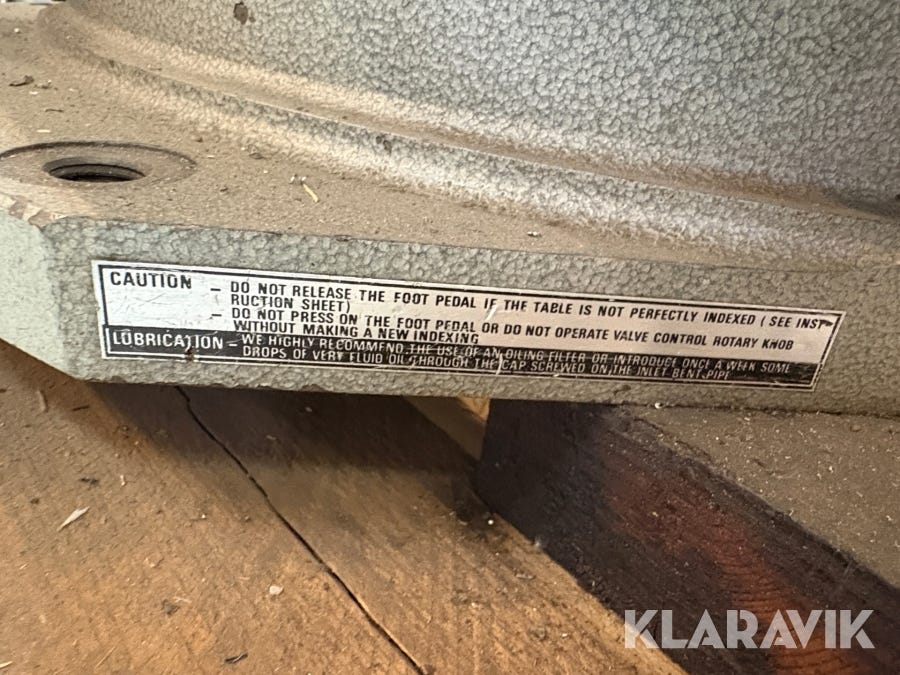 CAUTION - DO NOT RELEASE THE FOOT PEDAL IF THE TABLE IS NOT PERFECTLY INDEXED (SEE INST-
RUCTION SHEET)
- DO NOT PRESS ON THE FOOT PEDAL OR DO NOT OPERATE VALVE CONTROL ROTARY KNOB
WITHOUT MAKING A NEW INDEXING
LUBRICATION - WE HIGHLY RECOMMEND THE USE OF AN OILING FILTER OR INTRODUCE ONCE A WEEK SOME
DROPS OF VERY FLUID OIL THROUGH THE CAP SCREWED ON THE INLET BENT PIPE
KLARAVIK